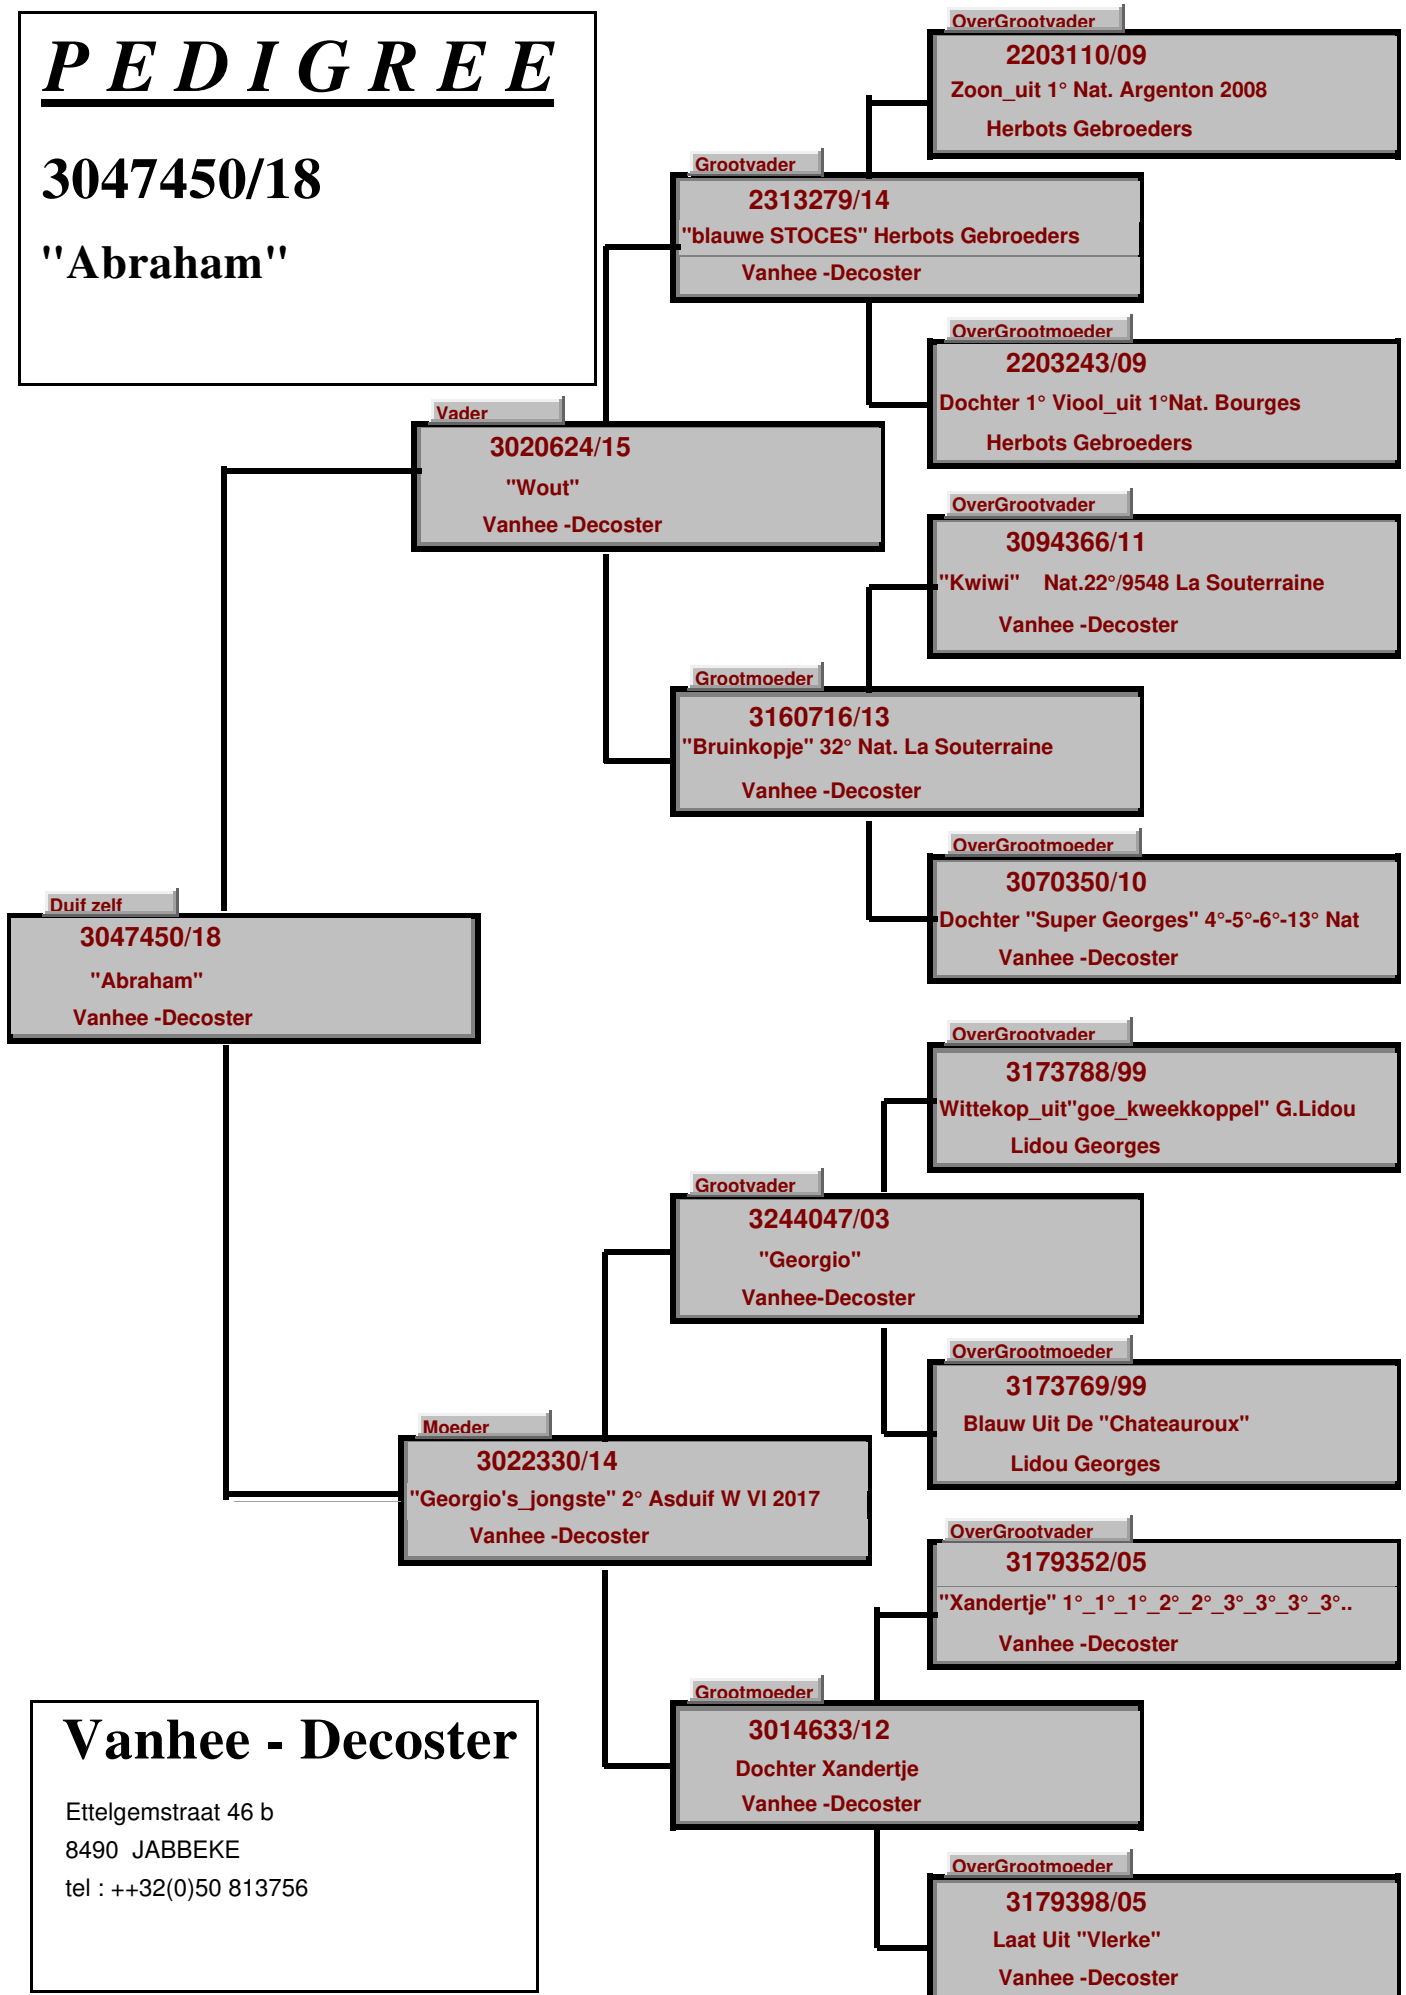 P E D I G R E E
3047450/18
"Abraham"
OverGrootvader
2203110/09
Zoon_uit 1° Nat. Argenton 2008
Herbots Gebroeders
Grootvader
2313279/14
"blauwe STOCES" Herbots Gebroeders
Vanhee -Decoster
OverGrootmoeder
2203243/09
Dochter 1° Viool_uit 1°Nat. Bourges
Herbots Gebroeders
Vader
3020624/15
"Wout"
Vanhee -Decoster
OverGrootvader
3094366/11
"Kwiwi" Nat.22°/9548 La Souterraine
Vanhee -Decoster
Grootmoeder
3160716/13
"Bruinkopje" 32° Nat. La Souterraine
Vanhee -Decoster
OverGrootmoeder
3070350/10
Dochter "Super Georges" 4°-5°-6°-13° Nat
Vanhee -Decoster
Duif zelf
3047450/18
"Abraham"
Vanhee -Decoster
OverGrootvader
3173788/99
Wittekop_uit"goe_kweekkoppel" G.Lidou
Lidou Georges
Grootvader
3244047/03
"Georgio"
Vanhee-Decoster
OverGrootmoeder
3173769/99
Blauw Uit De "Chateauroux"
Lidou Georges
Moeder
3022330/14
"Georgio's_jongste" 2° Asduif W Vl 2017
Vanhee -Decoster
OverGrootvader
3179352/05
"Xandertje" 1°_1°_1°_2°_2°_3°_3°_3°_3°..
Vanhee -Decoster
Grootmoeder
3014633/12
Dochter Xandertje
Vanhee -Decoster
OverGrootmoeder
3179398/05
Laat Uit "Vlerke"
Vanhee -Decoster
Vanhee - Decoster
Ettelgemstraat 46 b
8490 JABBEKE
tel : ++32(0)50 813756